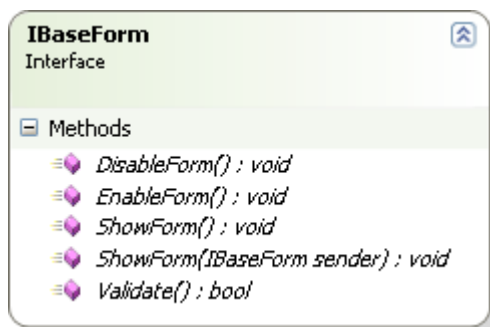 IBaseForm
Interface
Methods
DisableForm() : void
EnableForm() : void
ShowForm() : void
ShowForm(IBaseForm sender) : void
Validate() : bool